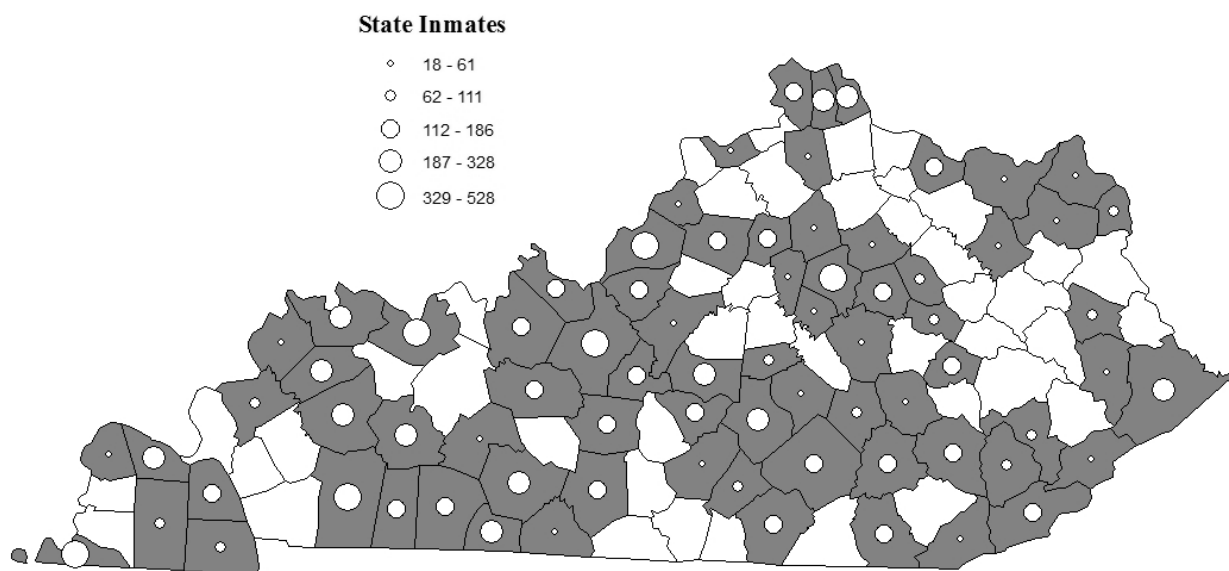 State Inmates
18 - 61
62 - 111
112 - 186
187 - 328
329 - 528